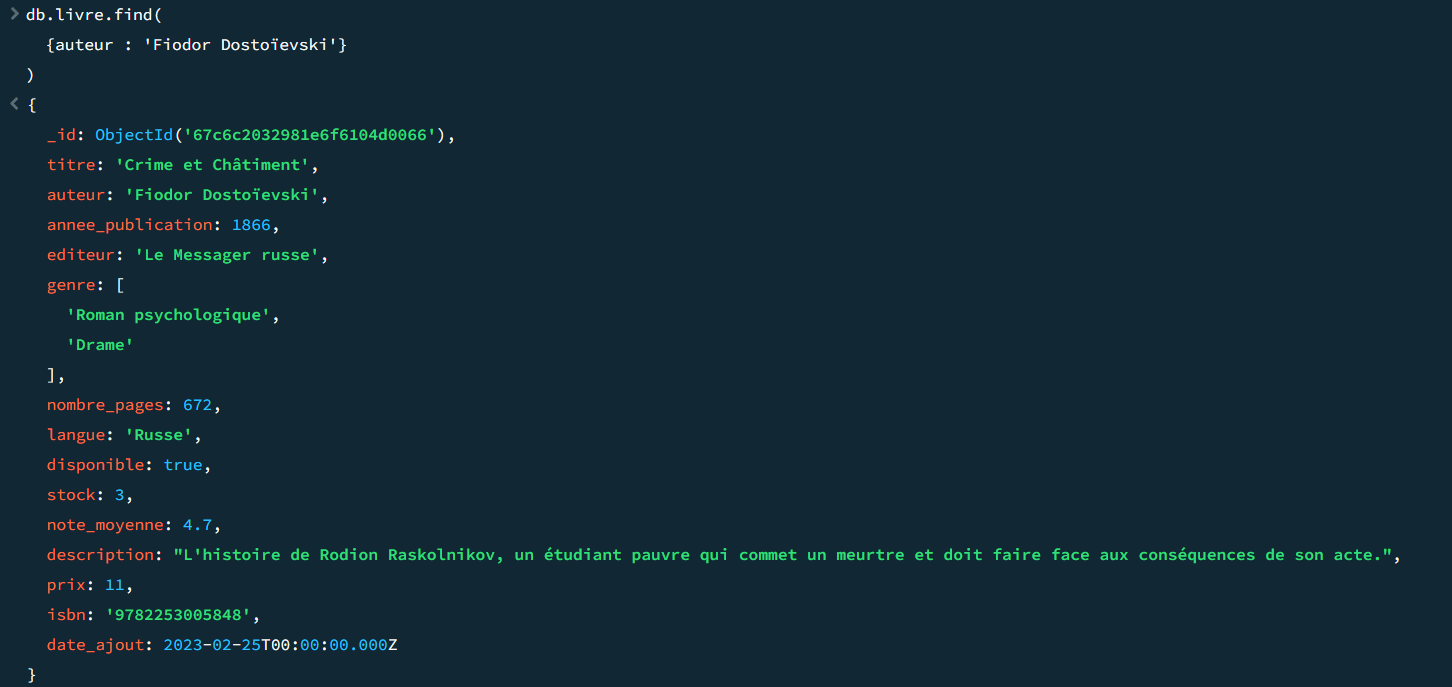 db.livre.find(
{auteur : 'Fiodor Dostoïevski'}
)
{
_id: ObjectId('67c6c2032981e6f6104d0066'),
titre: 'Crime et Châtiment',
auteur: 'Fiodor Dostoïevski',
annee_publication: 1866,
editeur: 'Le Messager russe',
genre: [
'Roman psychologique',
'Drame'
],
nombre_pages: 672,
langue: 'Russe',
disponible: true,
stock: 3,
note_moyenne: 4.7,
description: "L'histoire de Rodion Raskolnikov, un étudiant pauvre qui commet un meurtre et doit faire face aux conséquences de son acte.",
prix: 11,
isbn: '9782253005848',
date_ajout: 2023-02-25T00:00:00.000Z
}